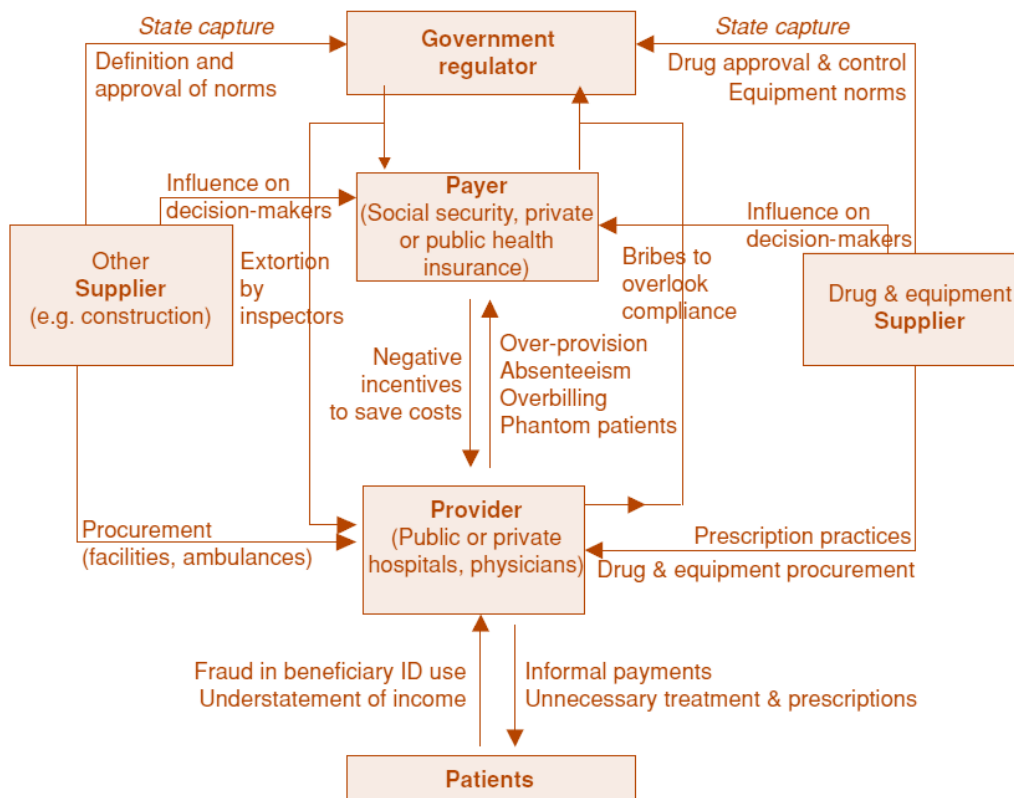 State capture
Government
regulator
State capture
Definition and
approval of norms
Drug approval & control
Equipment norms
Influence on
decision-makers
Payer
(Social security, private
or public health
insurance)
Influence on
decision-makers
Other
Supplier
(e.g. construction)
Extortion
by
inspectors
Bribes to
overlook
compliance
Drug & equipment
Supplier
Negative
incentives
to save costs
Over-provision
Absenteeism
Overbilling
Phantom patients
Procurement
(facilities, ambulances)
Provider
(Public or private
hospitals, physicians)
Prescription practices
Drug & equipment procurement
Fraud in beneficiary ID use
Understatement of income
Informal payments
Unnecessary treatment & prescriptions
Patients